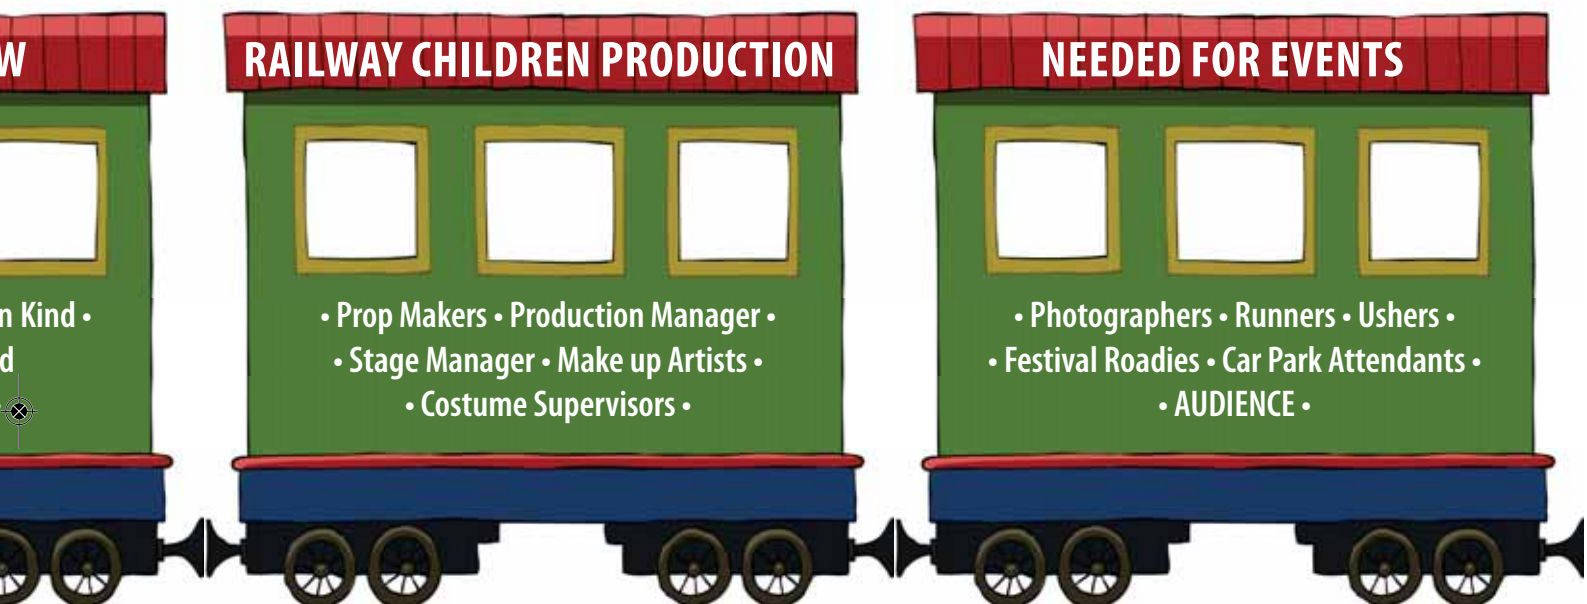 W
n Kind •
d
RAILWAY CHILDREN PRODUCTION
• Prop Makers • Production Manager •
• Stage Manager • Make up Artists •
• Costume Supervisors •
NEEDED FOR EVENTS
• Photographers • Runners • Ushers •
• Festival Roadies • Car Park Attendants •
• AUDIENCE •